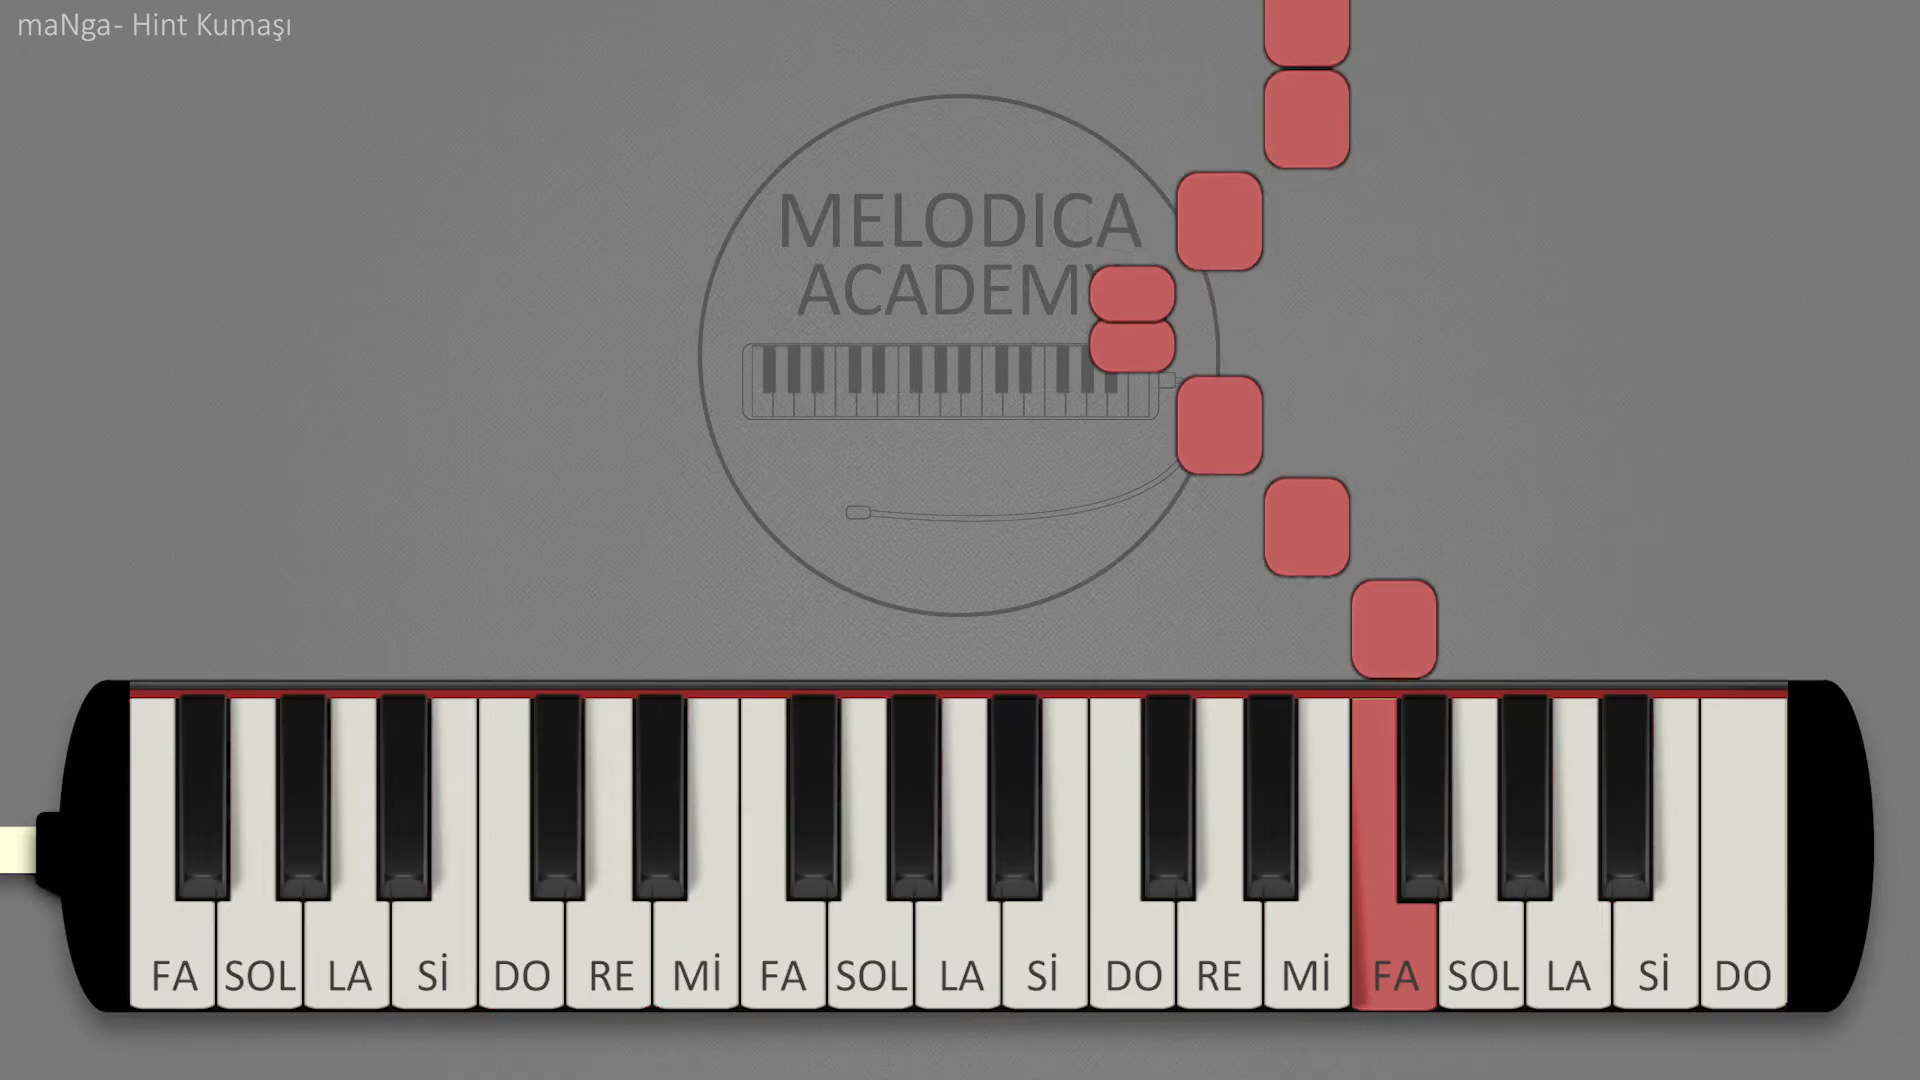 maNga- Hint Kumaşı
MELODICA
ACADEMY
FA SOL LA Sİ DO RE Mİ FA SOL LA Sİ DO RE Mİ FA SOL LA Sİ DO